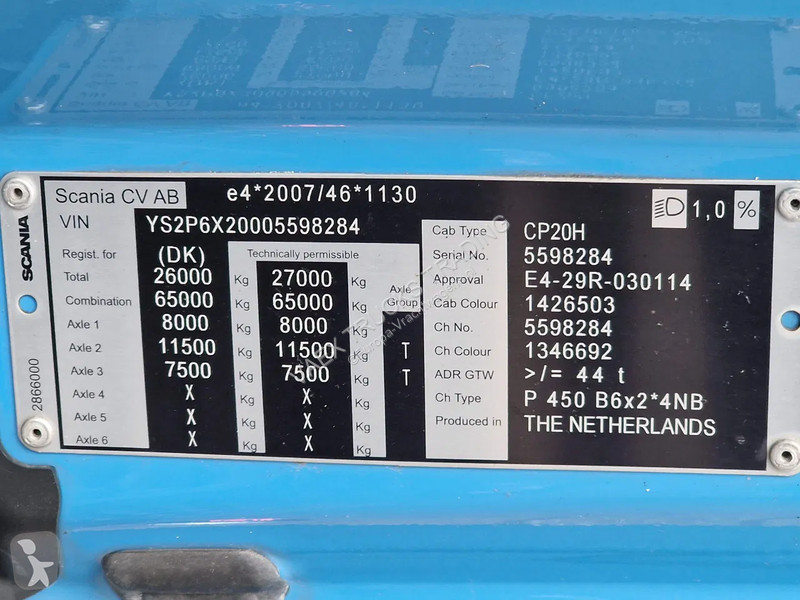 Scania CV AB e4*2007/46*1130 1,0 %
VIN YS2P6X20005598284
SCANIA
2866000
Regist. for (DK) Technically permissible
Total 26000 Kg 27000 Kg Axle
Combination 65000 Kg 65000 Kg Group
Axle 1 8000 Kg 8000 Kg
Axle 2 11500 Kg 11500 Kg T
Axle 3 7500 Kg 7500 Kg T
Axle 4 X Kg X Kg
Axle 5 X Kg X Kg
Axle 6 X Kg X Kg
Cab Type CP20H
Serial No. 5598284
Approval E4-29R-030114
Cab Colour 1426503
Ch No. 5598284
Ch Colour 1346692
ADR GTW >/= 44 t
Ch Type P 450 B6x2*4NB
Produced in THE NETHERLANDS